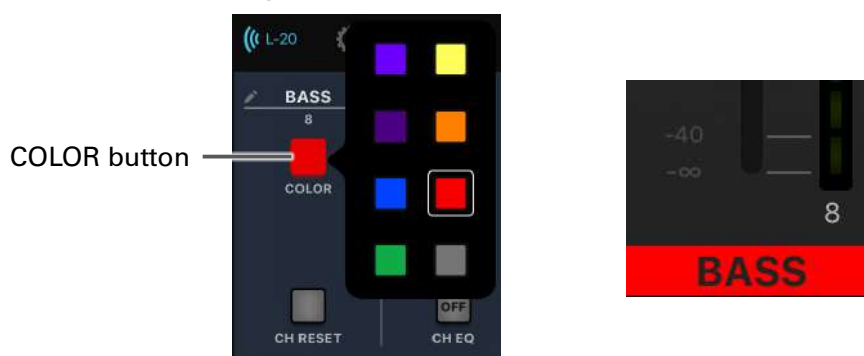 L-20
BASS
8
COLOR button
COLOR
OFF
CH RESET
CH EQ
-40
-∞
8
BASS